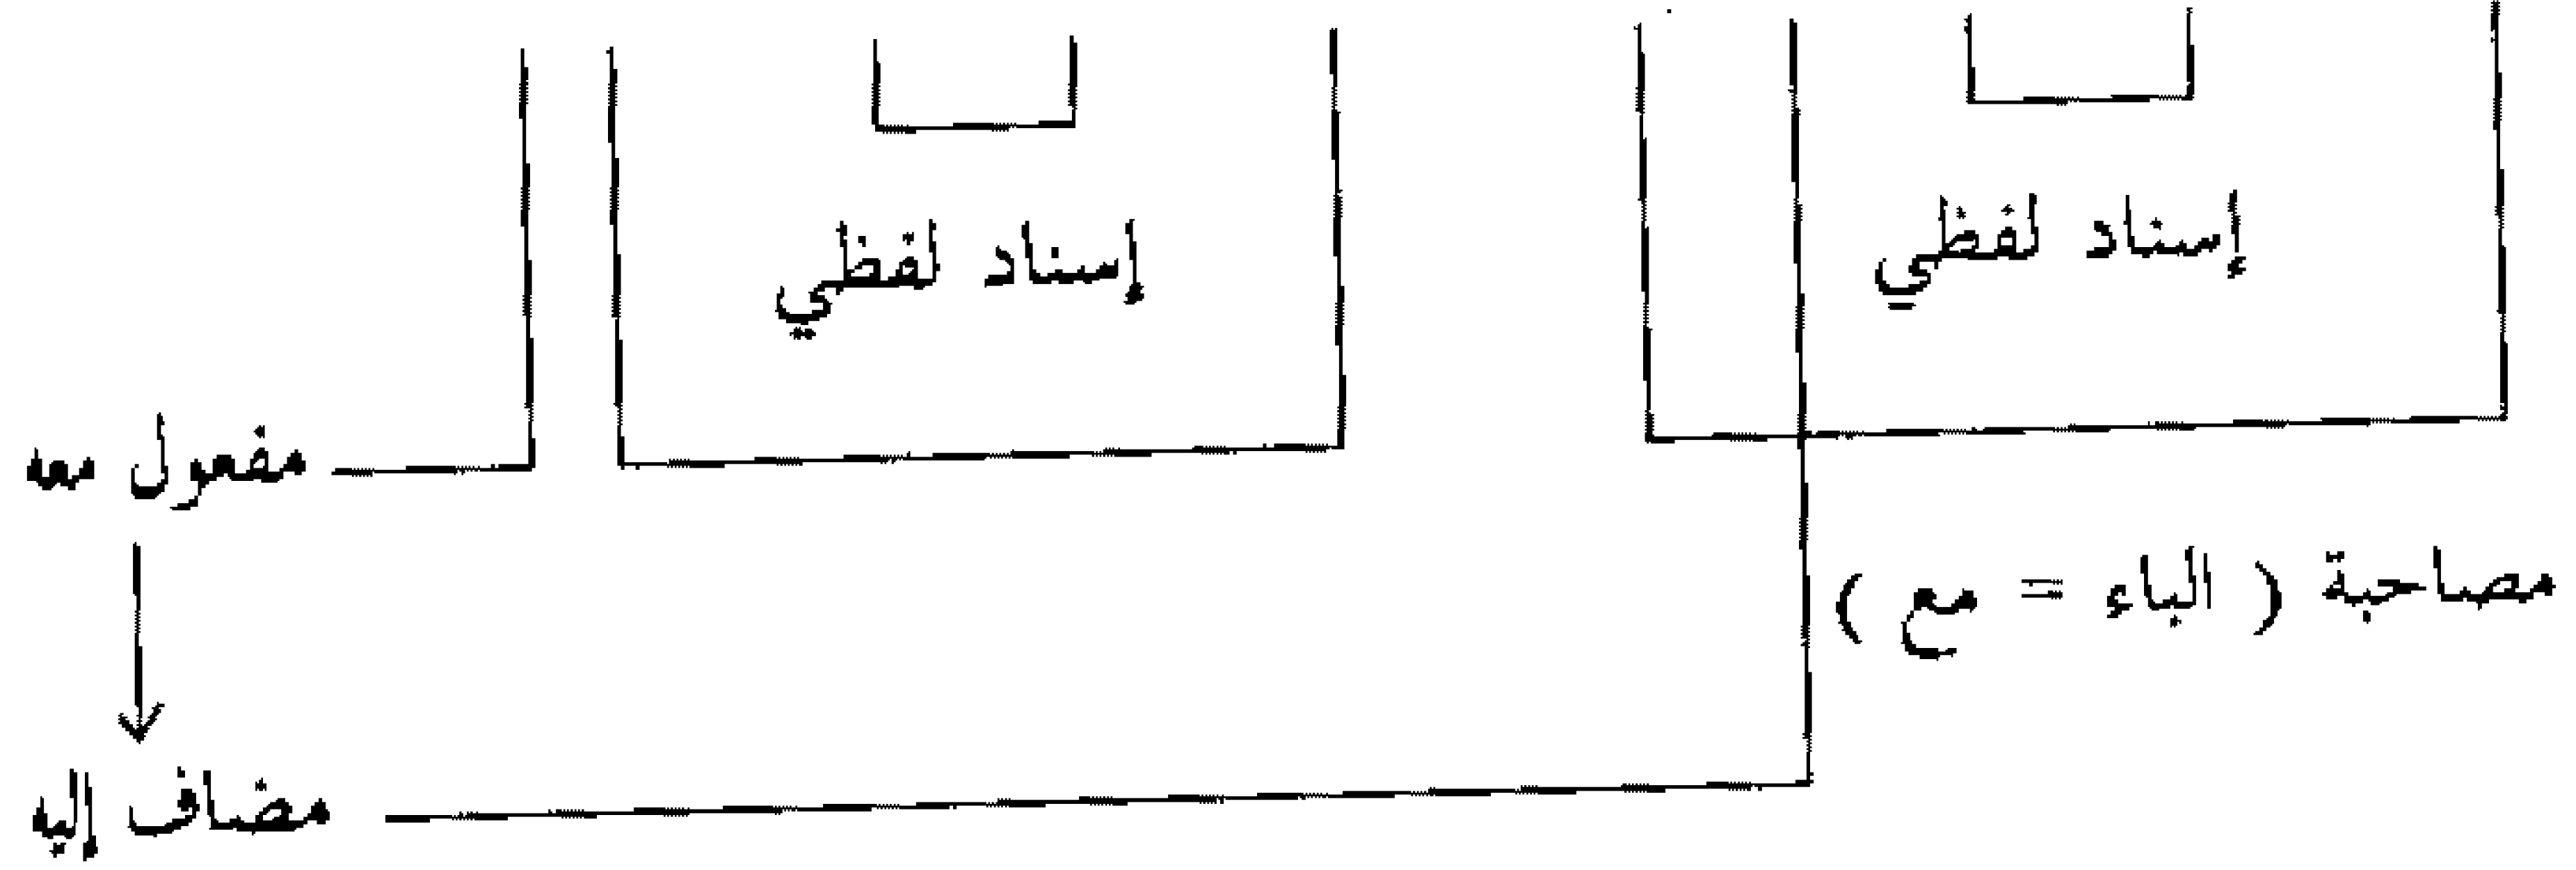 إسناد لفظي
إسناد لفظي
مفعول معه
مصاحبة ( الباء = مع )
مضاف إليه